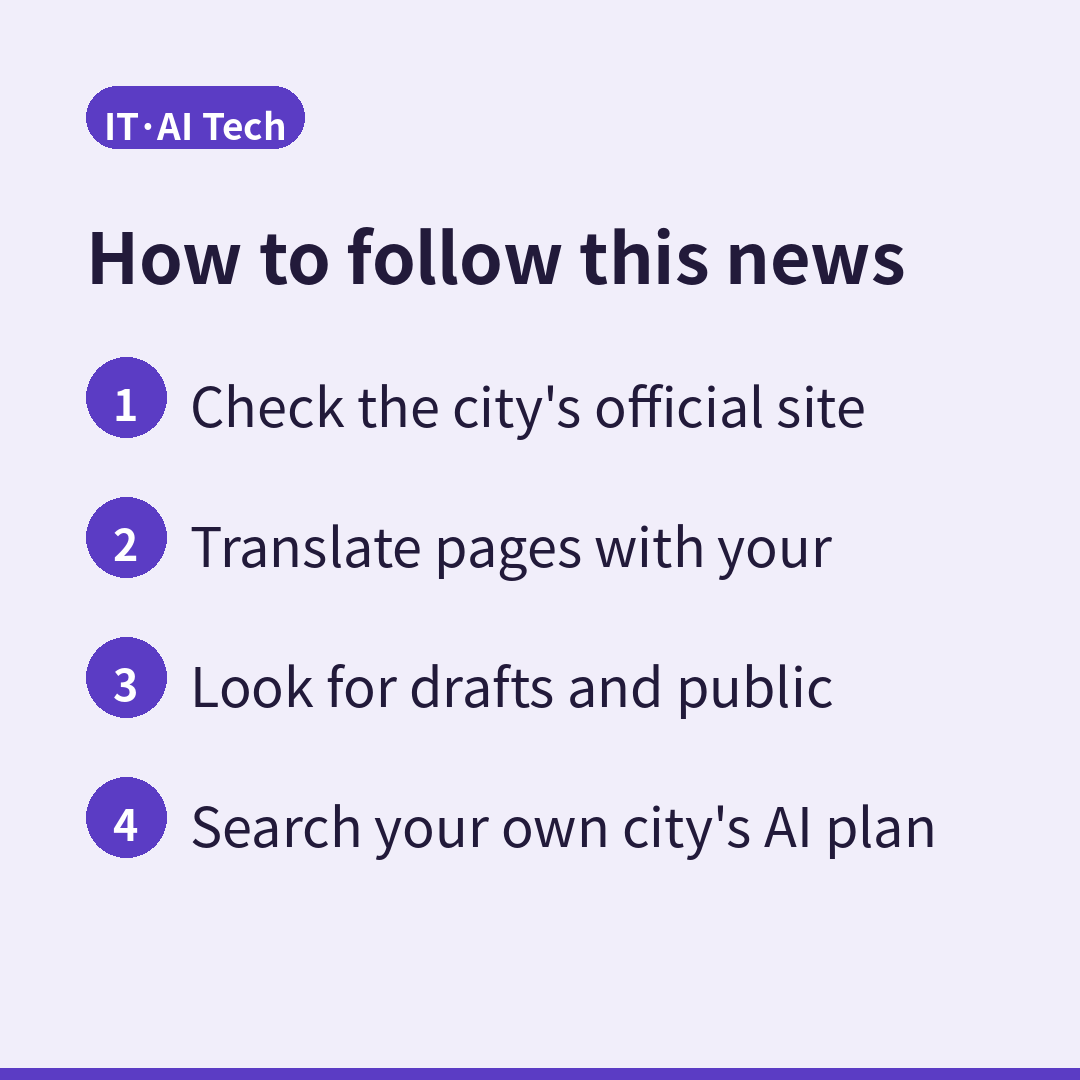 IT·AI Tech
How to follow this news
1 Check the city's official site
2 Translate pages with your
3 Look for drafts and public
4 Search your own city's AI plan